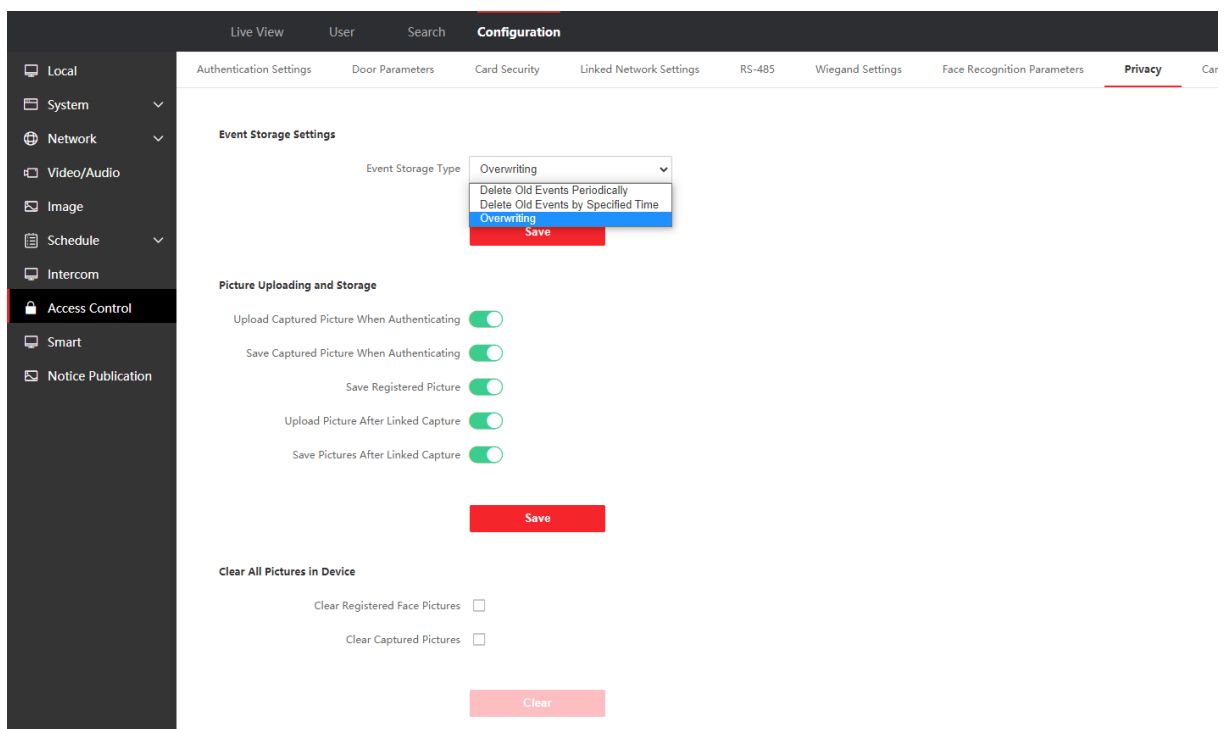 Live View User Search Configuration
Local
System
Network
Video/Audio
Image
Schedule
Intercom
Access Control
Smart
Notice Publication
Authentication Settings Door Parameters Card Security Linked Network Settings RS-485 Wiegand Settings Face Recognition Parameters Privacy Car
Event Storage Settings
Event Storage Type Overwriting
Delete Old Events Periodically
Delete Old Events by Specified Time
Overwriting
Save
Picture Uploading and Storage
Upload Captured Picture When Authenticating
Save Captured Picture When Authenticating
Save Registered Picture
Upload Picture After Linked Capture
Save Pictures After Linked Capture
Save
Clear All Pictures in Device
Clear Registered Face Pictures
Clear Captured Pictures
Clear